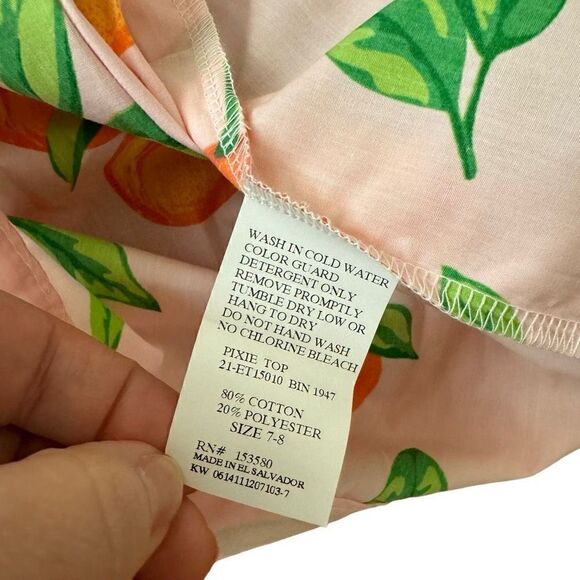 WASH IN COLD WATER
COLOR GUARD
DETERGENT ONLY
REMOVE PROMPTLY
TUMBLE DRY LOW OR
HANG TO DRY
DO NOT HAND WASH
NO CHLORINE BLEACH
PIXIE TOP
21-ET15010 BIN 1947
80% COTTON
20% POLYESTER
SIZE 7-8
RN# 153580
MADE IN EL SALVADOR
KW 0614111207103-7